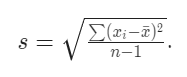 s = √(∑(xᵢ−x̄)²/(n−1)).